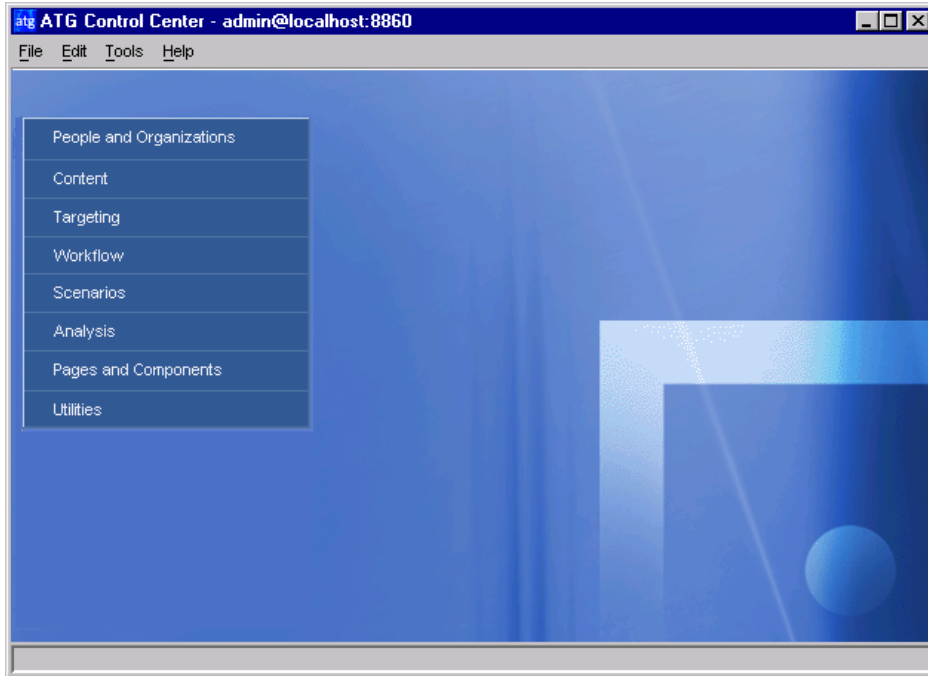 atg ATG Control Center - admin@localhost:8860
File Edit Tools Help
People and Organizations
Content
Targeting
Workflow
Scenarios
Analysis
Pages and Components
Utilities